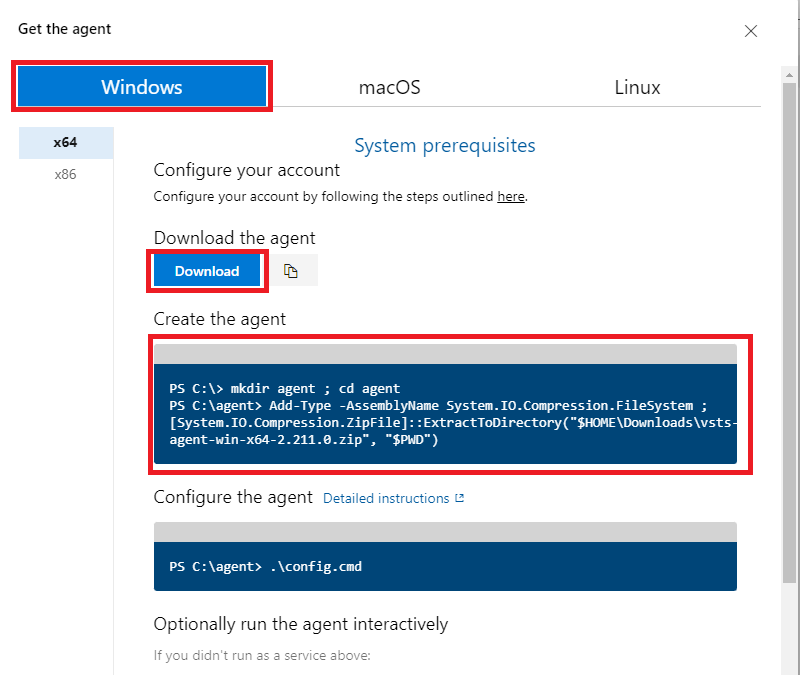 Get the agent
Windows
macOS
Linux
x64
x86
System prerequisites
Configure your account
Configure your account by following the steps outlined here.
Download the agent
Download
Create the agent
PS C:\> mkdir agent ; cd agent
PS C:\agent> Add-Type -AssemblyName System.IO.Compression.FileSystem ;
[System.IO.Compression.ZipFile]::ExtractToDirectory("$HOME\Downloads\vsts-
agent-win-x64-2.211.0.zip", "$PWD")
Configure the agent Detailed instructions
PS C:\agent> .\config.cmd
Optionally run the agent interactively
If you didn't run as a service above: